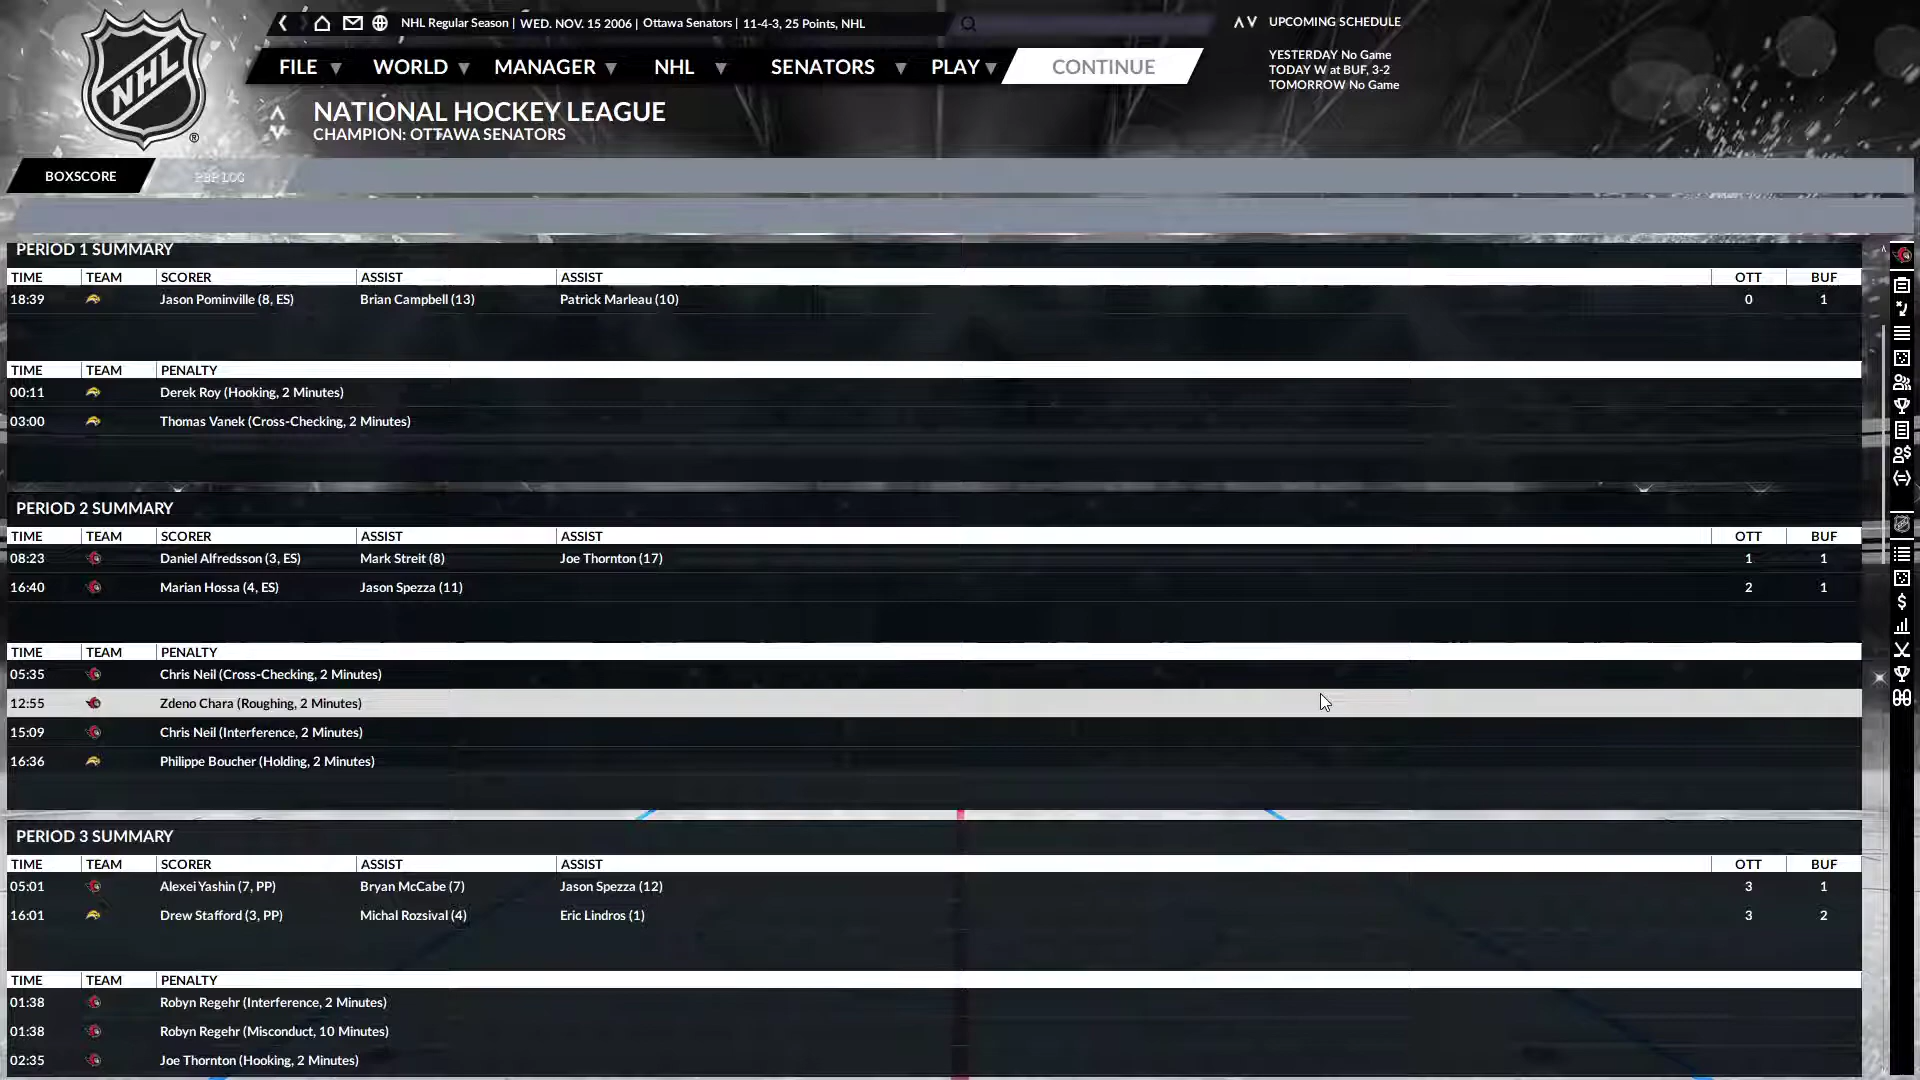 NHL Regular Season | WED. NOV. 15 2006 | Ottawa Senators | 11-4-3, 25 Points, NHL
UPCOMING SCHEDULE
YESTERDAY No Game
TODAY W at BUF, 3-2
TOMORROW No Game
FILE WORLD MANAGER NHL SENATORS PLAY CONTINUE
NHL
NATIONAL HOCKEY LEAGUE
CHAMPION: OTTAWA SENATORS
BOXSCORE PBP LOG
PERIOD 1 SUMMARY
TIME TEAM SCORER ASSIST ASSIST OTT BUF
18:39 Jason Pominville (8, ES) Brian Campbell (13) Patrick Marleau (10) 0 1
TIME TEAM PENALTY
00:11 Derek Roy (Hooking, 2 Minutes)
03:00 Thomas Vanek (Cross-Checking, 2 Minutes)
PERIOD 2 SUMMARY
TIME TEAM SCORER ASSIST ASSIST OTT BUF
08:23 Daniel Alfredsson (3, ES) Mark Streit (8) Joe Thornton (17) 1 1
16:40 Marian Hossa (4, ES) Jason Spezza (11) 2 1
TIME TEAM PENALTY
05:35 Chris Neil (Cross-Checking, 2 Minutes)
12:55 Zdeno Chara (Roughing, 2 Minutes)
15:09 Chris Neil (Interference, 2 Minutes)
16:36 Philippe Boucher (Holding, 2 Minutes)
PERIOD 3 SUMMARY
TIME TEAM SCORER ASSIST ASSIST OTT BUF
05:01 Alexei Yashin (7, PP) Bryan McCabe (7) Jason Spezza (12) 3 1
16:01 Drew Stafford (3, PP) Michal Rozsival (4) Eric Lindros (1) 3 2
TIME TEAM PENALTY
01:38 Robyn Regehr (Interference, 2 Minutes)
01:38 Robyn Regehr (Misconduct, 10 Minutes)
02:35 Joe Thornton (Hooking, 2 Minutes)